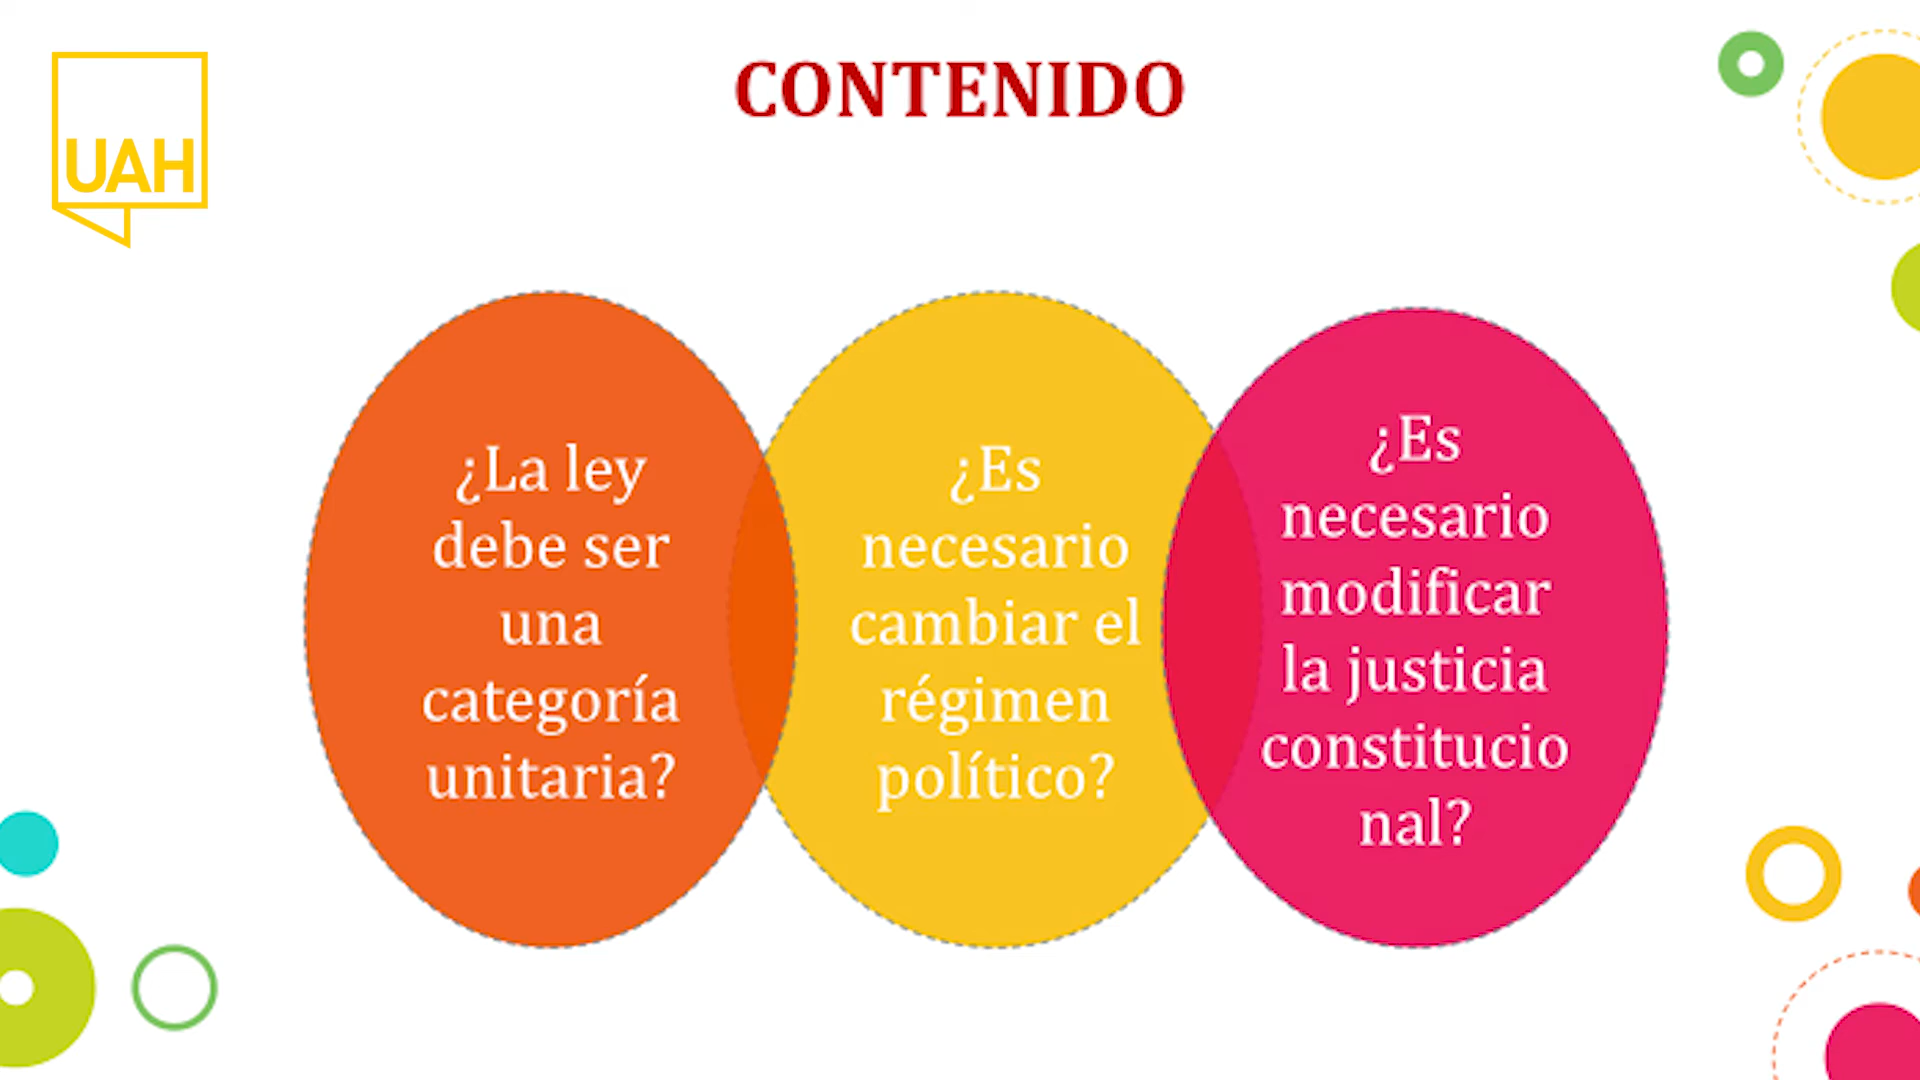 UAH
CONTENIDO
¿La ley
debe ser
una
categoría
unitaria?
¿Es
necesario
cambiar el
régimen
político?
¿Es
necesario
modificar
la justicia
constitucio
nal?